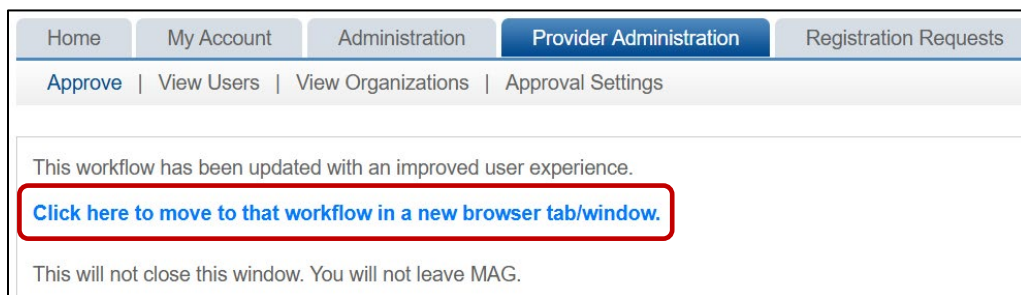 Home My Account Administration Provider Administration Registration Requests
Approve | View Users | View Organizations | Approval Settings
This workflow has been updated with an improved user experience.
Click here to move to that workflow in a new browser tab/window.
This will not close this window. You will not leave MAG.